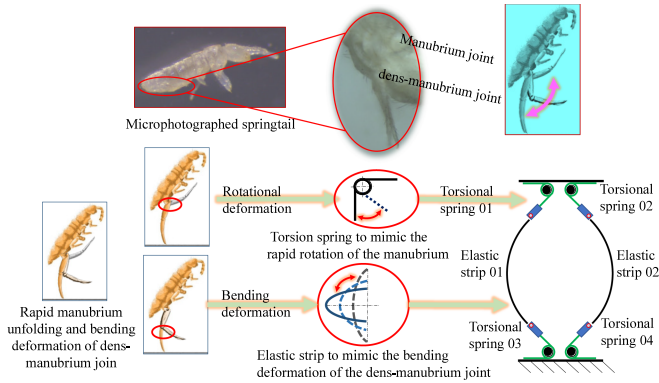 Manubrium joint
dens-manubrium joint
Microphotographed springtail
Rotational
deformation
Torsional
spring 01
Torsional
spring 02
Torsion spring to mimic the
rapid rotation of the manubrium
Elastic
strip 01
Elastic
strip 02
Bending
deformation
Rapid manubrium
unfolding and bending
deformation of dens-
manubrium join
Torsional
spring 03
Torsional
spring 04
Elastic strip to mimic the bending
deformation of the dens-manubrium joint